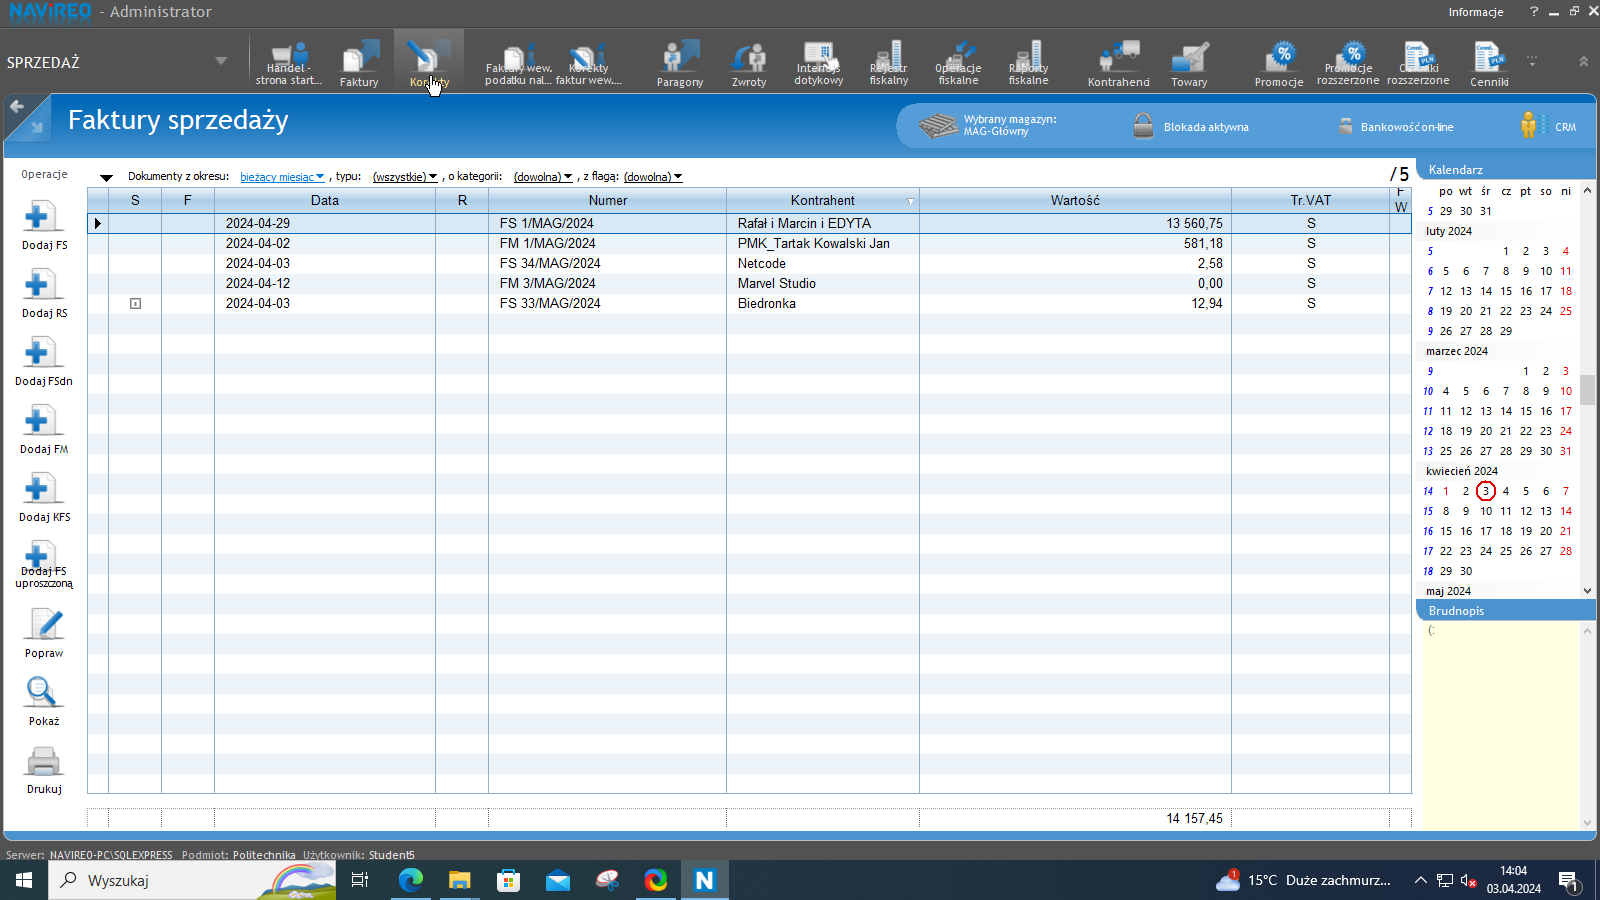 NAVIREO - Administrator
Informacje
?
SPRZEDAŻ
Handel -
strona start...
Faktury
Korekty
Faktury wew.
podatku nal...
Korekty
faktur wew....
Paragony
Zwroty
Interfejs
dotykowy
Rejestr
fiskalny
Operacje
fiskalne
Raporty
fiskalne
Kontrahenci
Towary
Promocje
Promocje
rozszerzone
Cenniki
rozszerzone
Cenniki
Faktury sprzedaży
Wybrany magazyn:
MAG-Główny
Blokada aktywna
Bankowość on-line
CRM
Operacje
Dodaj FS
Dodaj RS
Dodaj FSdn
Dodaj FM
Dodaj KFS
Dodaj FS
uproszczoną
Popraw
Pokaż
Drukuj
Dokumenty z okresu: bieżący miesiąc , typu: (wszystkie) , o kategorii: (dowolna) , z flagą: (dowolna) /5
S F Data R Numer Kontrahent Wartość Tr.VAT F W
2024-04-29 FS 1/MAG/2024 Rafał i Marcin i EDYTA 13 560,75 S
2024-04-02 FM 1/MAG/2024 PMK_Tartak Kowalski Jan 581,18 S
2024-04-03 FS 34/MAG/2024 Netcode 2,58 S
2024-04-12 FM 3/MAG/2024 Marvel Studio 0,00 S
2024-04-03 FS 33/MAG/2024 Biedronka 12,94 S
14 157,45
Kalendarz
po wt śr cz pt so ni
5 29 30 31
luty 2024
5 1 2 3 4
6 5 6 7 8 9 10 11
7 12 13 14 15 16 17 18
8 19 20 21 22 23 24 25
9 26 27 28 29
marzec 2024
9 1 2 3
10 4 5 6 7 8 9 10
11 11 12 13 14 15 16 17
12 18 19 20 21 22 23 24
13 25 26 27 28 29 30 31
kwiecień 2024
14 1 2 3 4 5 6 7
15 8 9 10 11 12 13 14
16 15 16 17 18 19 20 21
17 22 23 24 25 26 27 28
18 29 30
maj 2024
Brudnopis
(:
Serwer: NAVIREO-PC\SQLEXPRESS Podmiot: Politechnika Użytkownik: Student5
Wyszukaj
N
1
15°C Duże zachmurz...
14:04
03.04.2024
1